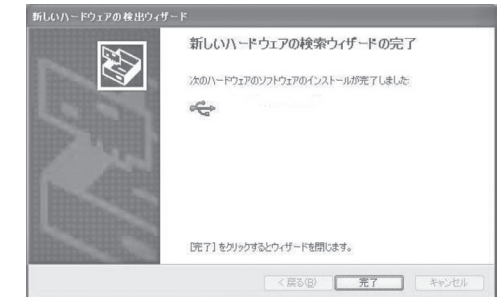 新しいハードウェアの検出ウィザード
新しいハードウェアの検索ウィザードの完了
次のハードウェアのソフトウェアのインストールが完了しました:
[完了] をクリックするとウィザードを閉じます。
< 戻る(B)
完了
キャンセル